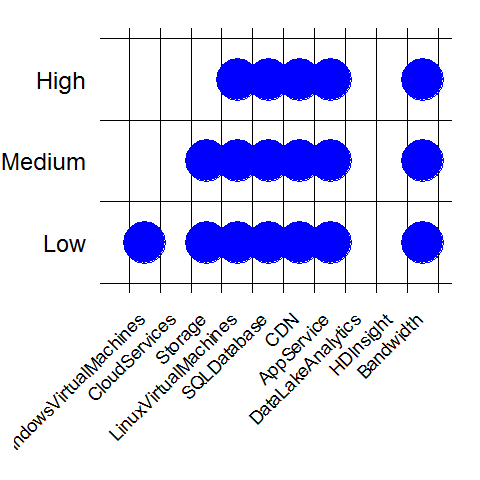 High
Medium
Low
ndowsVirtualMachines
CloudServices
Storage
LinuxVirtualMachines
SQLDatabase
CDN
AppService
DataLakeAnalytics
HDInsight
Bandwidth